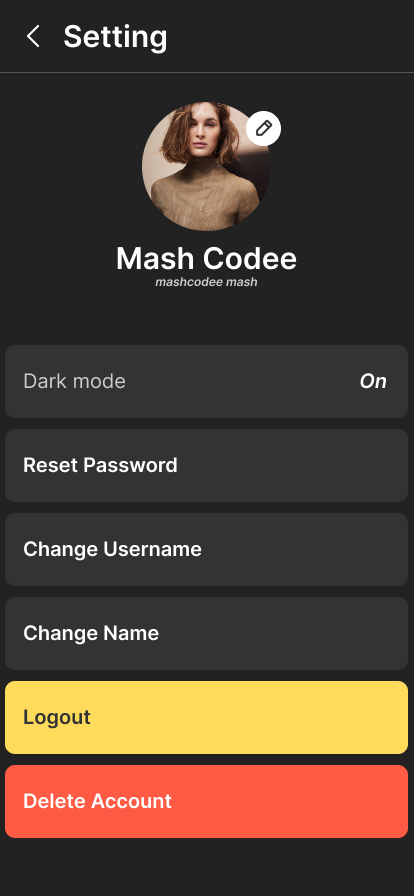 Setting
Mash Codee
mashcodee mash
Dark mode On
Reset Password
Change Username
Change Name
Logout
Delete Account